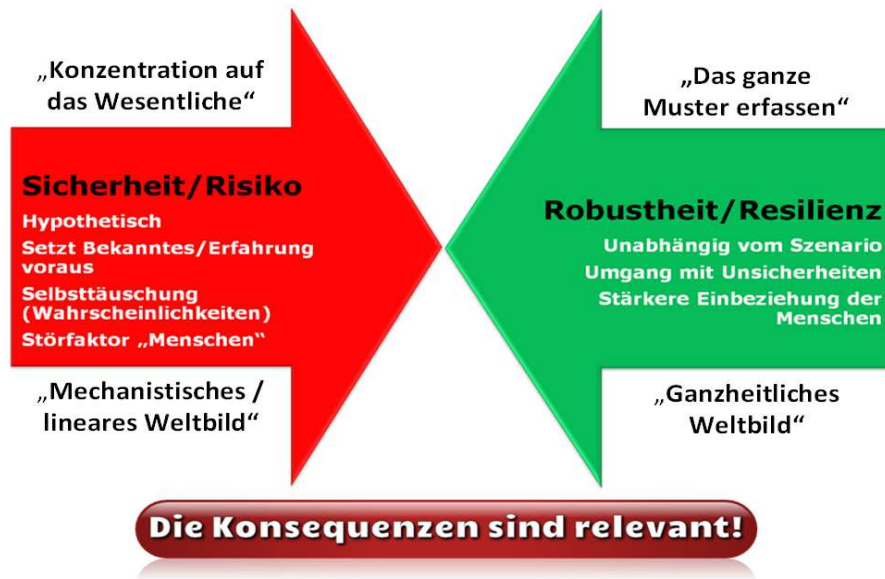 „Konzentration auf
das Wesentliche“
Sicherheit/Risiko
Hypothetisch
Setzt Bekanntes/Erfahrung
voraus
Selbsttäuschung
(Wahrscheinlichkeiten)
Störfaktor „Menschen“
„Mechanistisches /
lineares Weltbild“
„Das ganze
Muster erfassen“
Robustheit/Resilienz
Unabhängig vom Szenario
Umgang mit Unsicherheiten
Stärkere Einbeziehung der
Menschen
„Ganzheitliches
Weltbild“
Die Konsequenzen sind relevant!